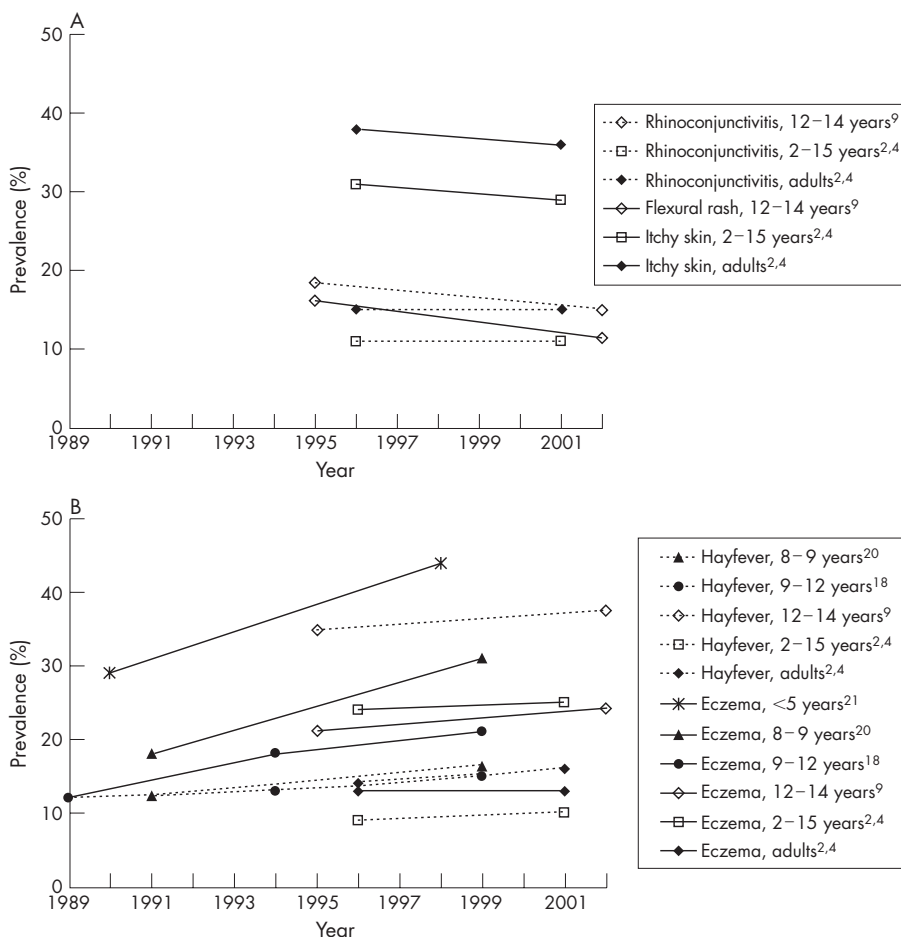 A
50
40
30
20
10
0
Prevalence (%)
1989 1991 1993 1995 1997 1999 2001
Year
Rhinoconjunctivitis, 12–14 years⁹
Rhinoconjunctivitis, 2–15 years²,⁴
Rhinoconjunctivitis, adults²,⁴
Flexural rash, 12–14 years⁹
Itchy skin, 2–15 years²,⁴
Itchy skin, adults²,⁴
B
50
40
30
20
10
0
Prevalence (%)
1989 1991 1993 1995 1997 1999 2001
Year
Hayfever, 8–9 years²⁰
Hayfever, 9–12 years¹⁸
Hayfever, 12–14 years⁹
Hayfever, 2–15 years²,⁴
Hayfever, adults²,⁴
Eczema, <5 years²¹
Eczema, 8–9 years²⁰
Eczema, 9–12 years¹⁸
Eczema, 12–14 years⁹
Eczema, 2–15 years²,⁴
Eczema, adults²,⁴